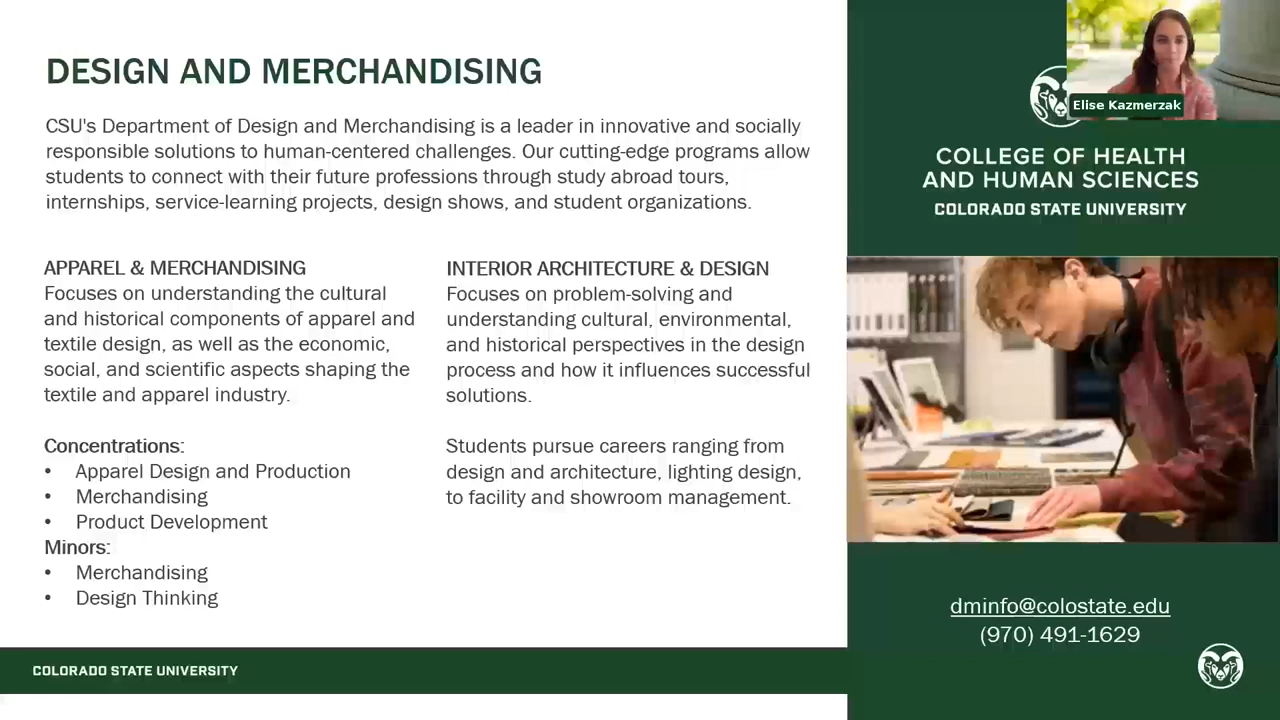 DESIGN AND MERCHANDISING
CSU's Department of Design and Merchandising is a leader in innovative and socially
responsible solutions to human-centered challenges. Our cutting-edge programs allow
students to connect with their future professions through study abroad tours,
internships, service-learning projects, design shows, and student organizations.
APPAREL & MERCHANDISING
Focuses on understanding the cultural
and historical components of apparel and
textile design, as well as the economic,
social, and scientific aspects shaping the
textile and apparel industry.
Concentrations:
• Apparel Design and Production
• Merchandising
• Product Development
Minors:
• Merchandising
• Design Thinking
INTERIOR ARCHITECTURE & DESIGN
Focuses on problem-solving and
understanding cultural, environmental,
and historical perspectives in the design
process and how it influences successful
solutions.
Students pursue careers ranging from
design and architecture, lighting design,
to facility and showroom management.
COLORADO STATE UNIVERSITY
Elise Kazmerzak
COLLEGE OF HEALTH
AND HUMAN SCIENCES
COLORADO STATE UNIVERSITY
dminfo@colostate.edu
(970) 491-1629